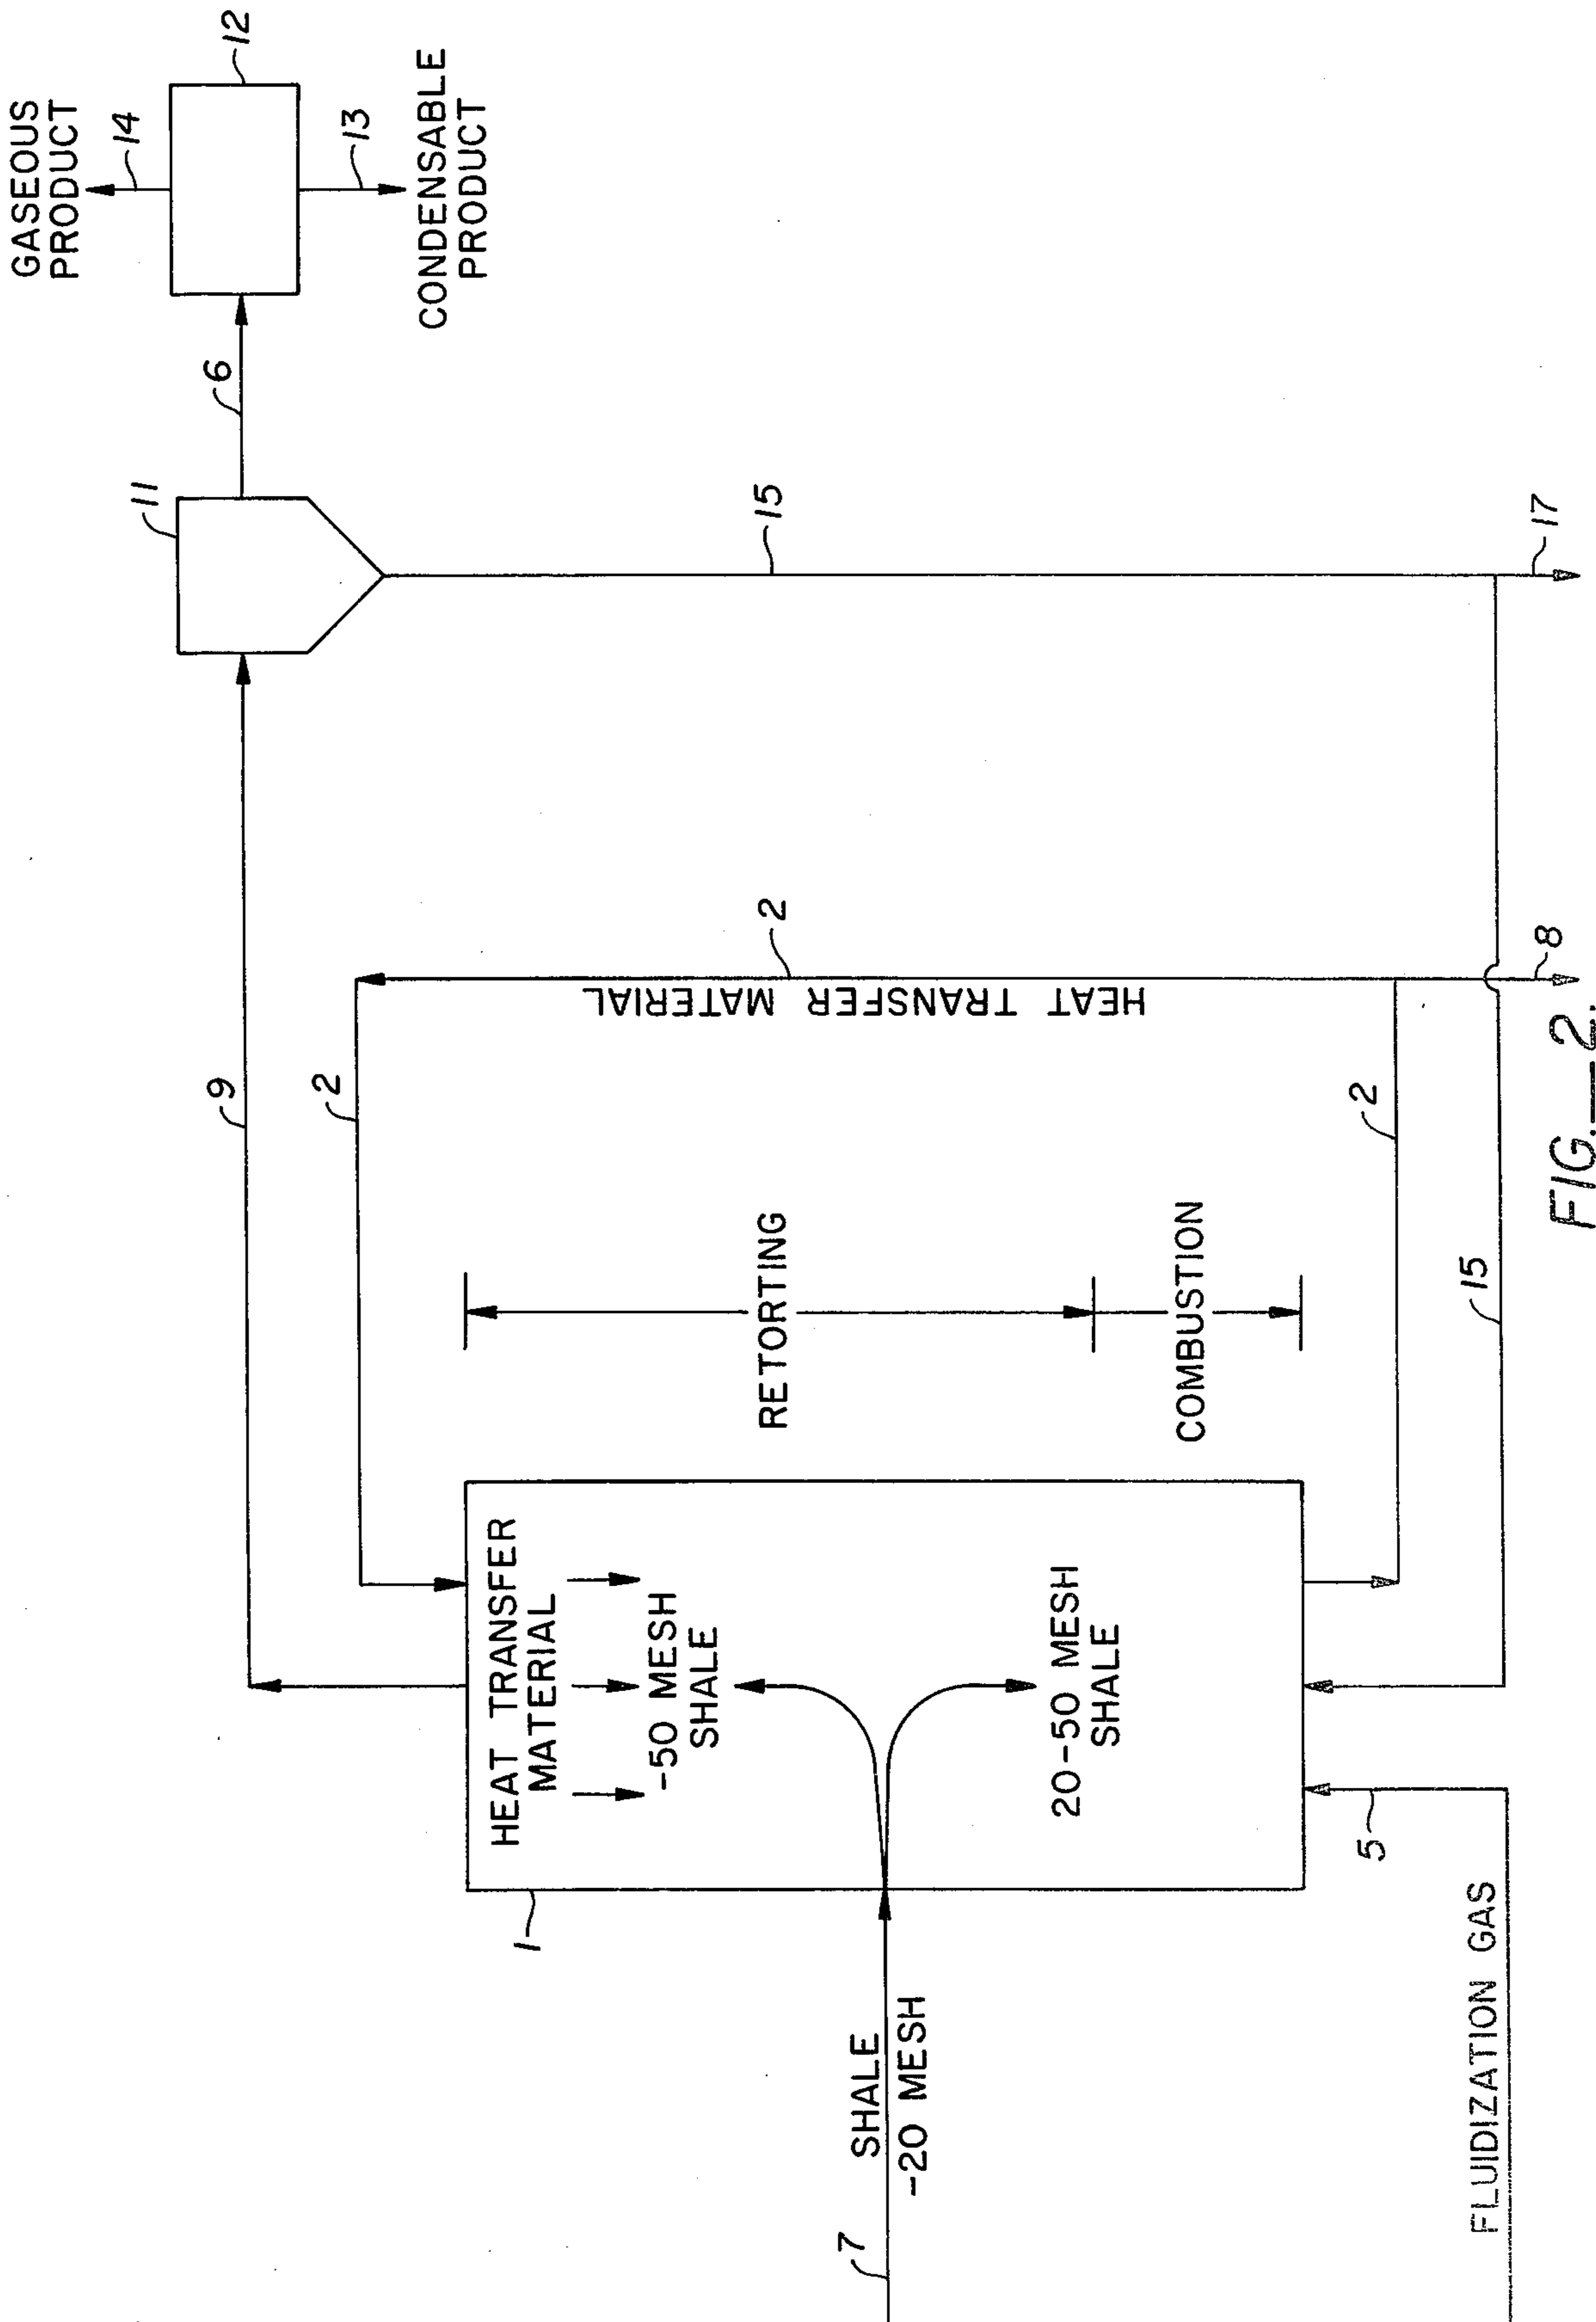 GASEOUS
PRODUCT
14
12
13
CONDENSABLE
PRODUCT
6
11
15
17
9
2
2
HEAT TRANSFER MATERIAL
8
2
15
RETORTING
COMBUSTION
HEAT TRANSFER
MATERIAL
-50 MESH
SHALE
20-50 MESH
SHALE
1
5
7
SHALE
-20 MESH
FLUIDIZATION GAS
FIG. 2.